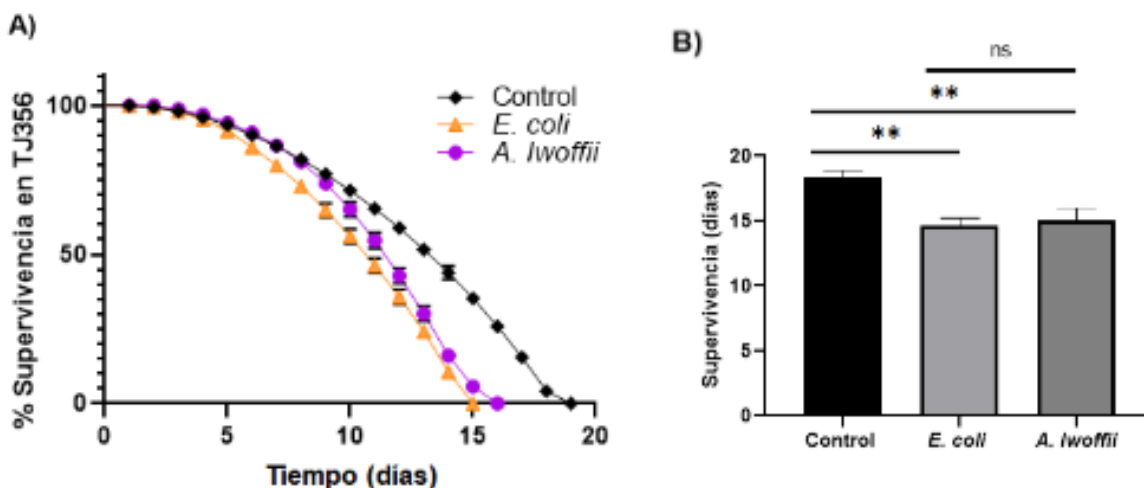 A)
% Supervivencia en TJ356
100
50
0
0 5 10 15 20
Tiempo (días)
Control
E. coli
A. lwoffii
B)
ns
**
**
Supervivencia (días)
20
15
10
5
0
Control E. coli A. lwoffii